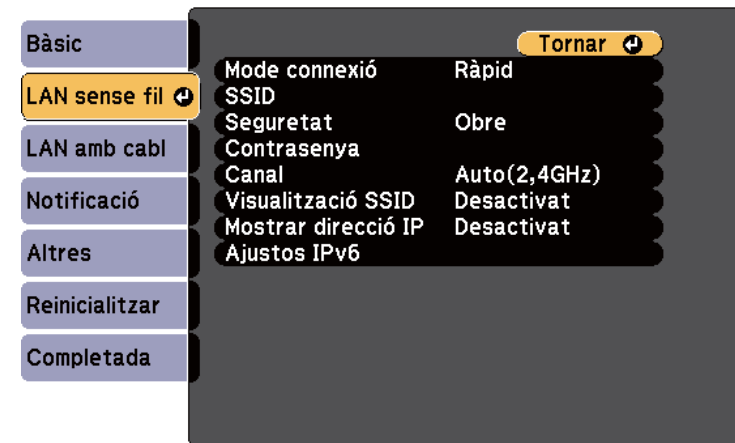 Bàsic
LAN sense fil
LAN amb cabl
Notificació
Altres
Reinicialitzar
Completada
Tornar
Mode connexió Ràpid
SSID
Seguretat Obre
Contrasenya
Canal Auto(2,4GHz)
Visualització SSID Desactivat
Mostrar direcció IP Desactivat
Ajustos IPv6